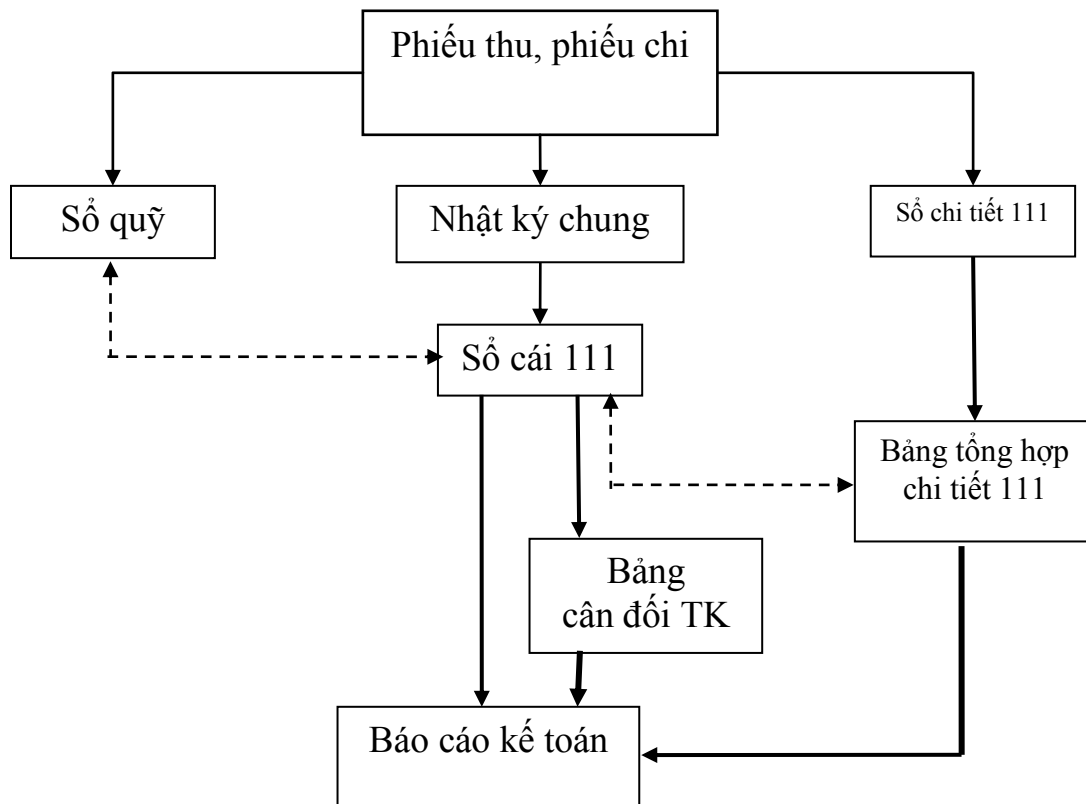 Phiếu thu, phiếu chi
Sổ quỹ
Nhật ký chung
Sổ chi tiết 111
Sổ cái 111
Bảng tổng hợp
chi tiết 111
Bảng
cân đối TK
Báo cáo kế toán